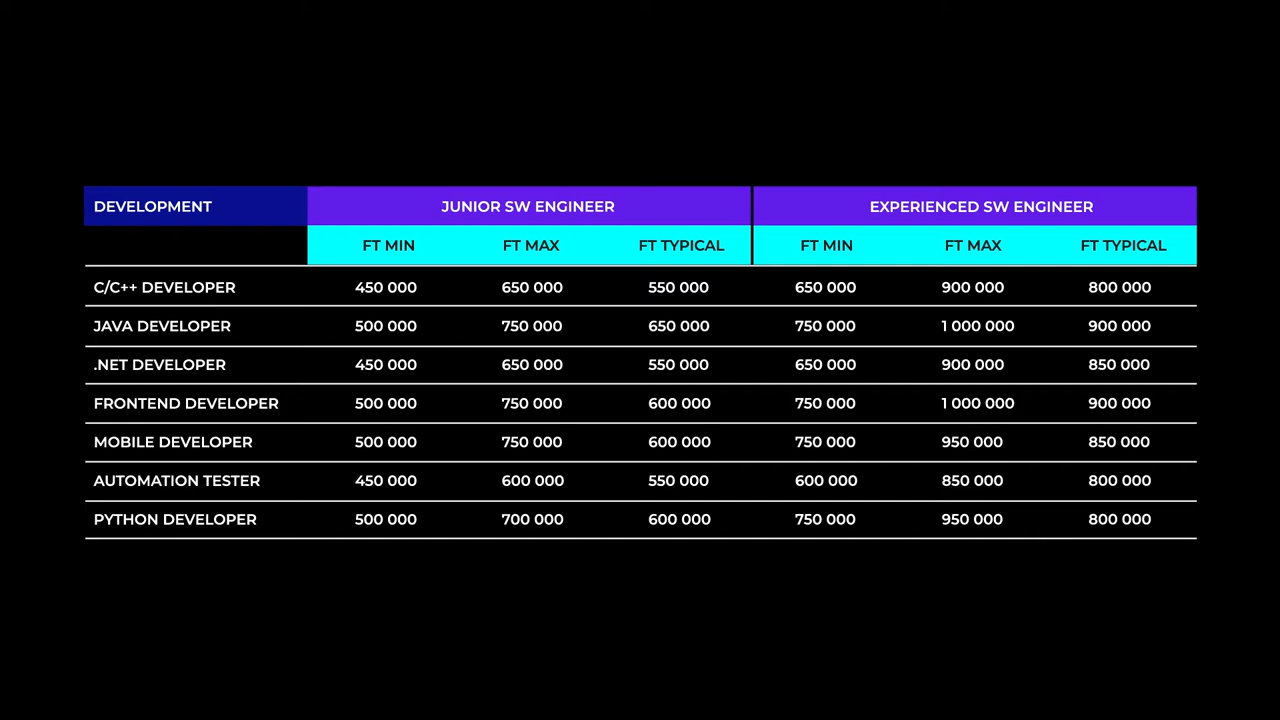 DEVELOPMENT JUNIOR SW ENGINEER EXPERIENCED SW ENGINEER
FT MIN FT MAX FT TYPICAL FT MIN FT MAX FT TYPICAL
C/C++ DEVELOPER 450 000 650 000 550 000 650 000 900 000 800 000
JAVA DEVELOPER 500 000 750 000 650 000 750 000 1 000 000 900 000
.NET DEVELOPER 450 000 650 000 550 000 650 000 900 000 850 000
FRONTEND DEVELOPER 500 000 750 000 600 000 750 000 1 000 000 900 000
MOBILE DEVELOPER 500 000 750 000 600 000 750 000 950 000 850 000
AUTOMATION TESTER 450 000 600 000 550 000 600 000 850 000 800 000
PYTHON DEVELOPER 500 000 700 000 600 000 750 000 950 000 800 000